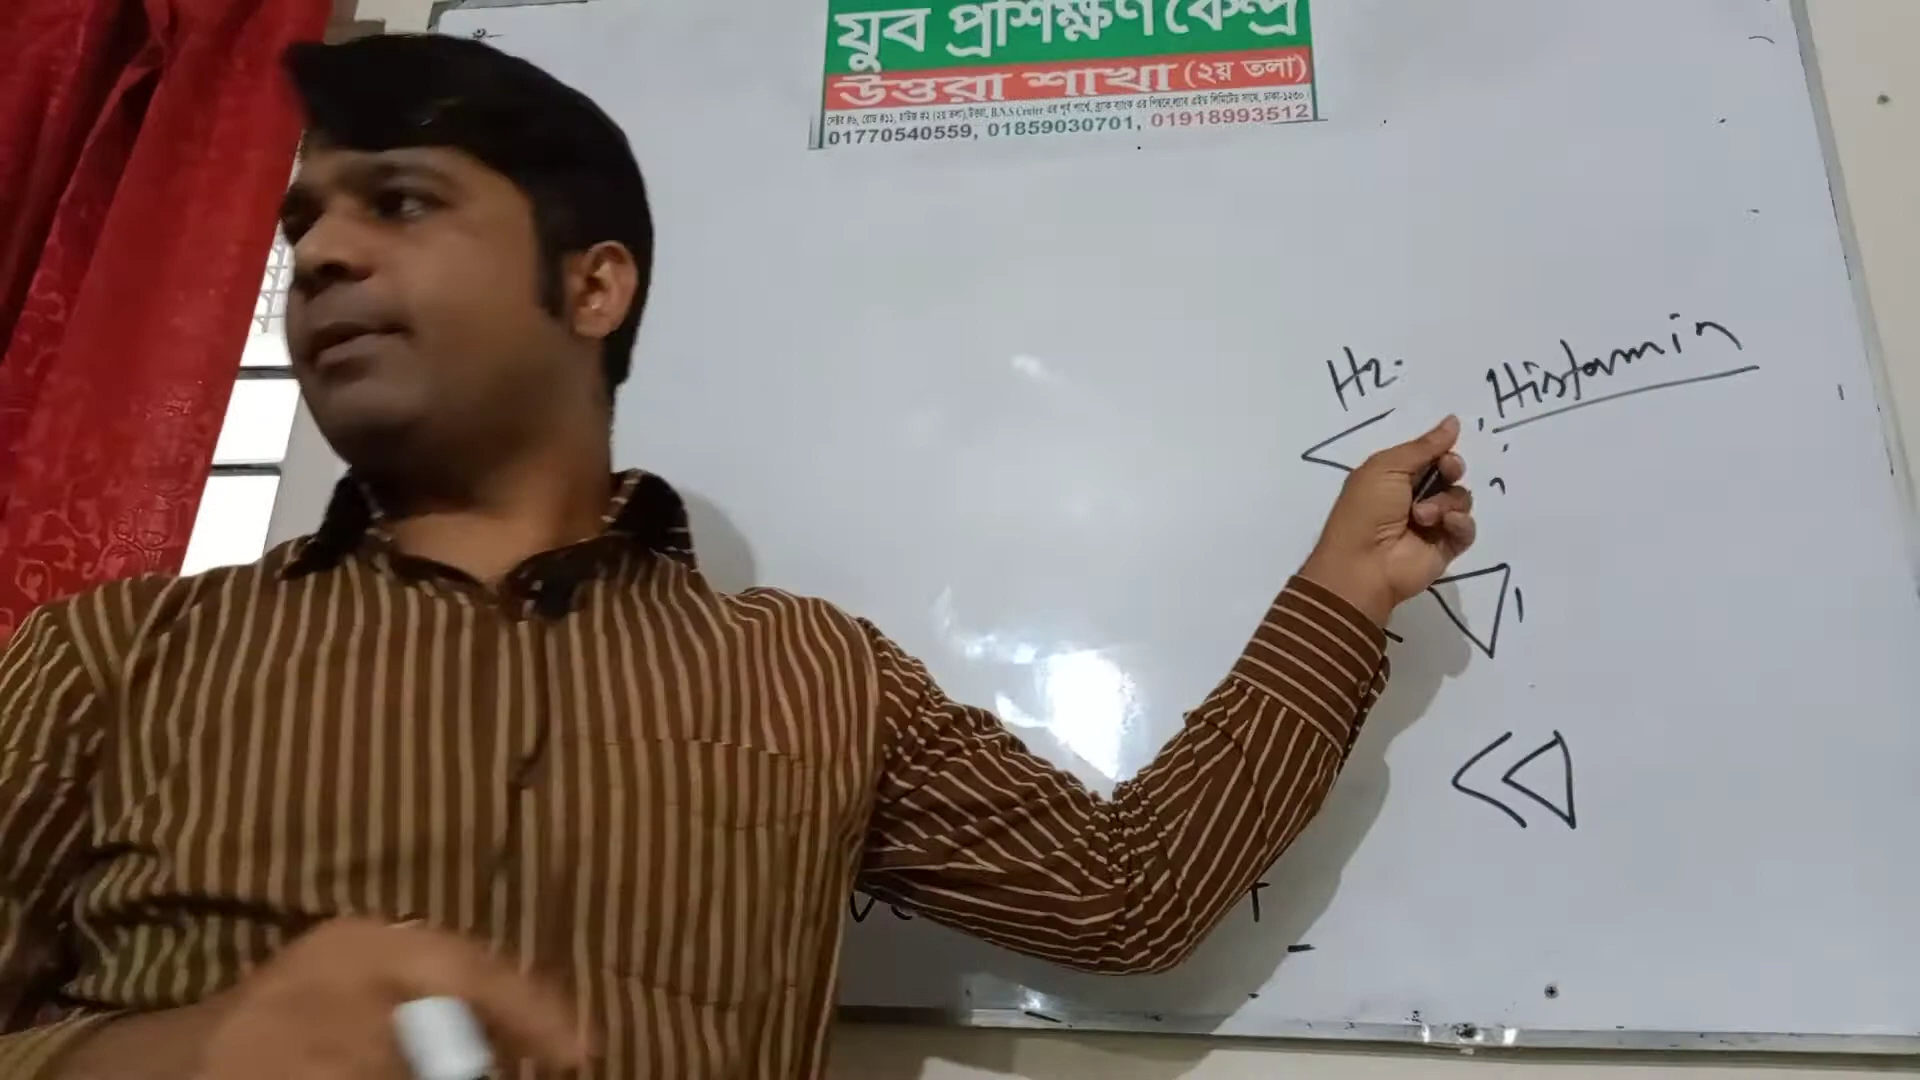 যুব প্রশিক্ষণ কেন্দ্র
উত্তরা শাখা (২য় তলা)
01770540559, 01859030701, 01918993512
H2.
Histamin